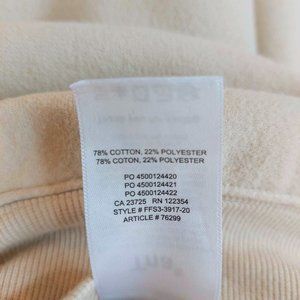 78% COTTON, 22% POLYESTER
78% COTON, 22% POLYESTER
PO 4500124420
PO 4500124421
PO 4500124422
CA 23725 RN 122354
STYLE # FFS3-3917-20
ARTICLE # 76299